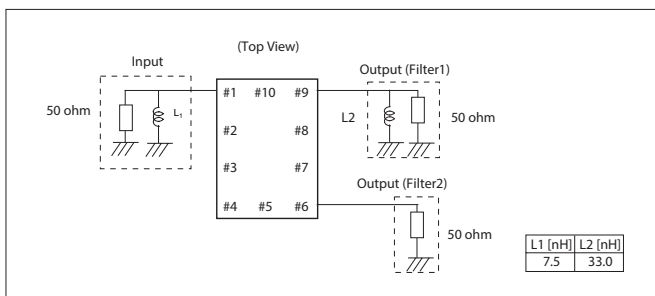 (Top View)
Input
Output (Filter1)
#1 #10 #9
50 ohm
L₁
L2
50 ohm
#2 #8
#3 #7
Output (Filter2)
#4 #5 #6
50 ohm
L1 [nH] L2 [nH]
7.5 33.0